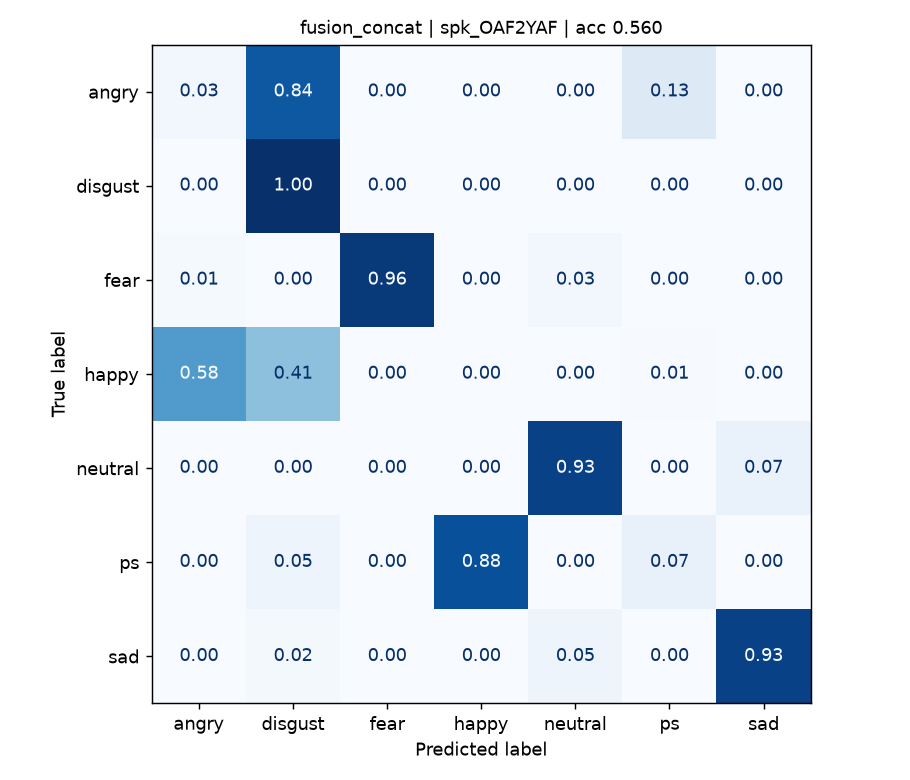 fusion_concat | spk_OAF2YAF | acc 0.560
angry 0.03 0.84 0.00 0.00 0.00 0.13 0.00
disgust 0.00 1.00 0.00 0.00 0.00 0.00 0.00
fear 0.01 0.00 0.96 0.00 0.03 0.00 0.00
True label
happy 0.58 0.41 0.00 0.00 0.00 0.01 0.00
neutral 0.00 0.00 0.00 0.00 0.93 0.00 0.07
ps 0.00 0.05 0.00 0.88 0.00 0.07 0.00
sad 0.00 0.02 0.00 0.00 0.05 0.00 0.93
angry disgust fear happy neutral ps sad
Predicted label